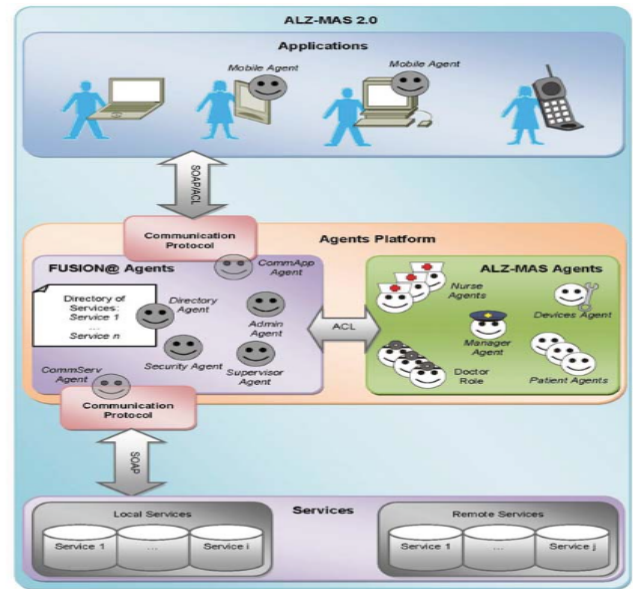 ALZ-MAS 2.0
Applications
Mobile Agent
Mobile Agent
SOAP/ACL
Communication
Protocol
Agents Platform
FUSION@ Agents
CommApp
Agent
Directory of
Services:
Service 1
...
Service n
Directory
Agent
Admin
Agent
Security Agent
Supervisor
Agent
CommServ
Agent
Communication
Protocol
ACL
ALZ-MAS Agents
Nurse
Agents
Devices Agent
Manager
Agent
Doctor
Role
Patient Agents
SOAP
Services
Local Services
Service 1
...
Service i
Remote Services
Service 1
...
Service j